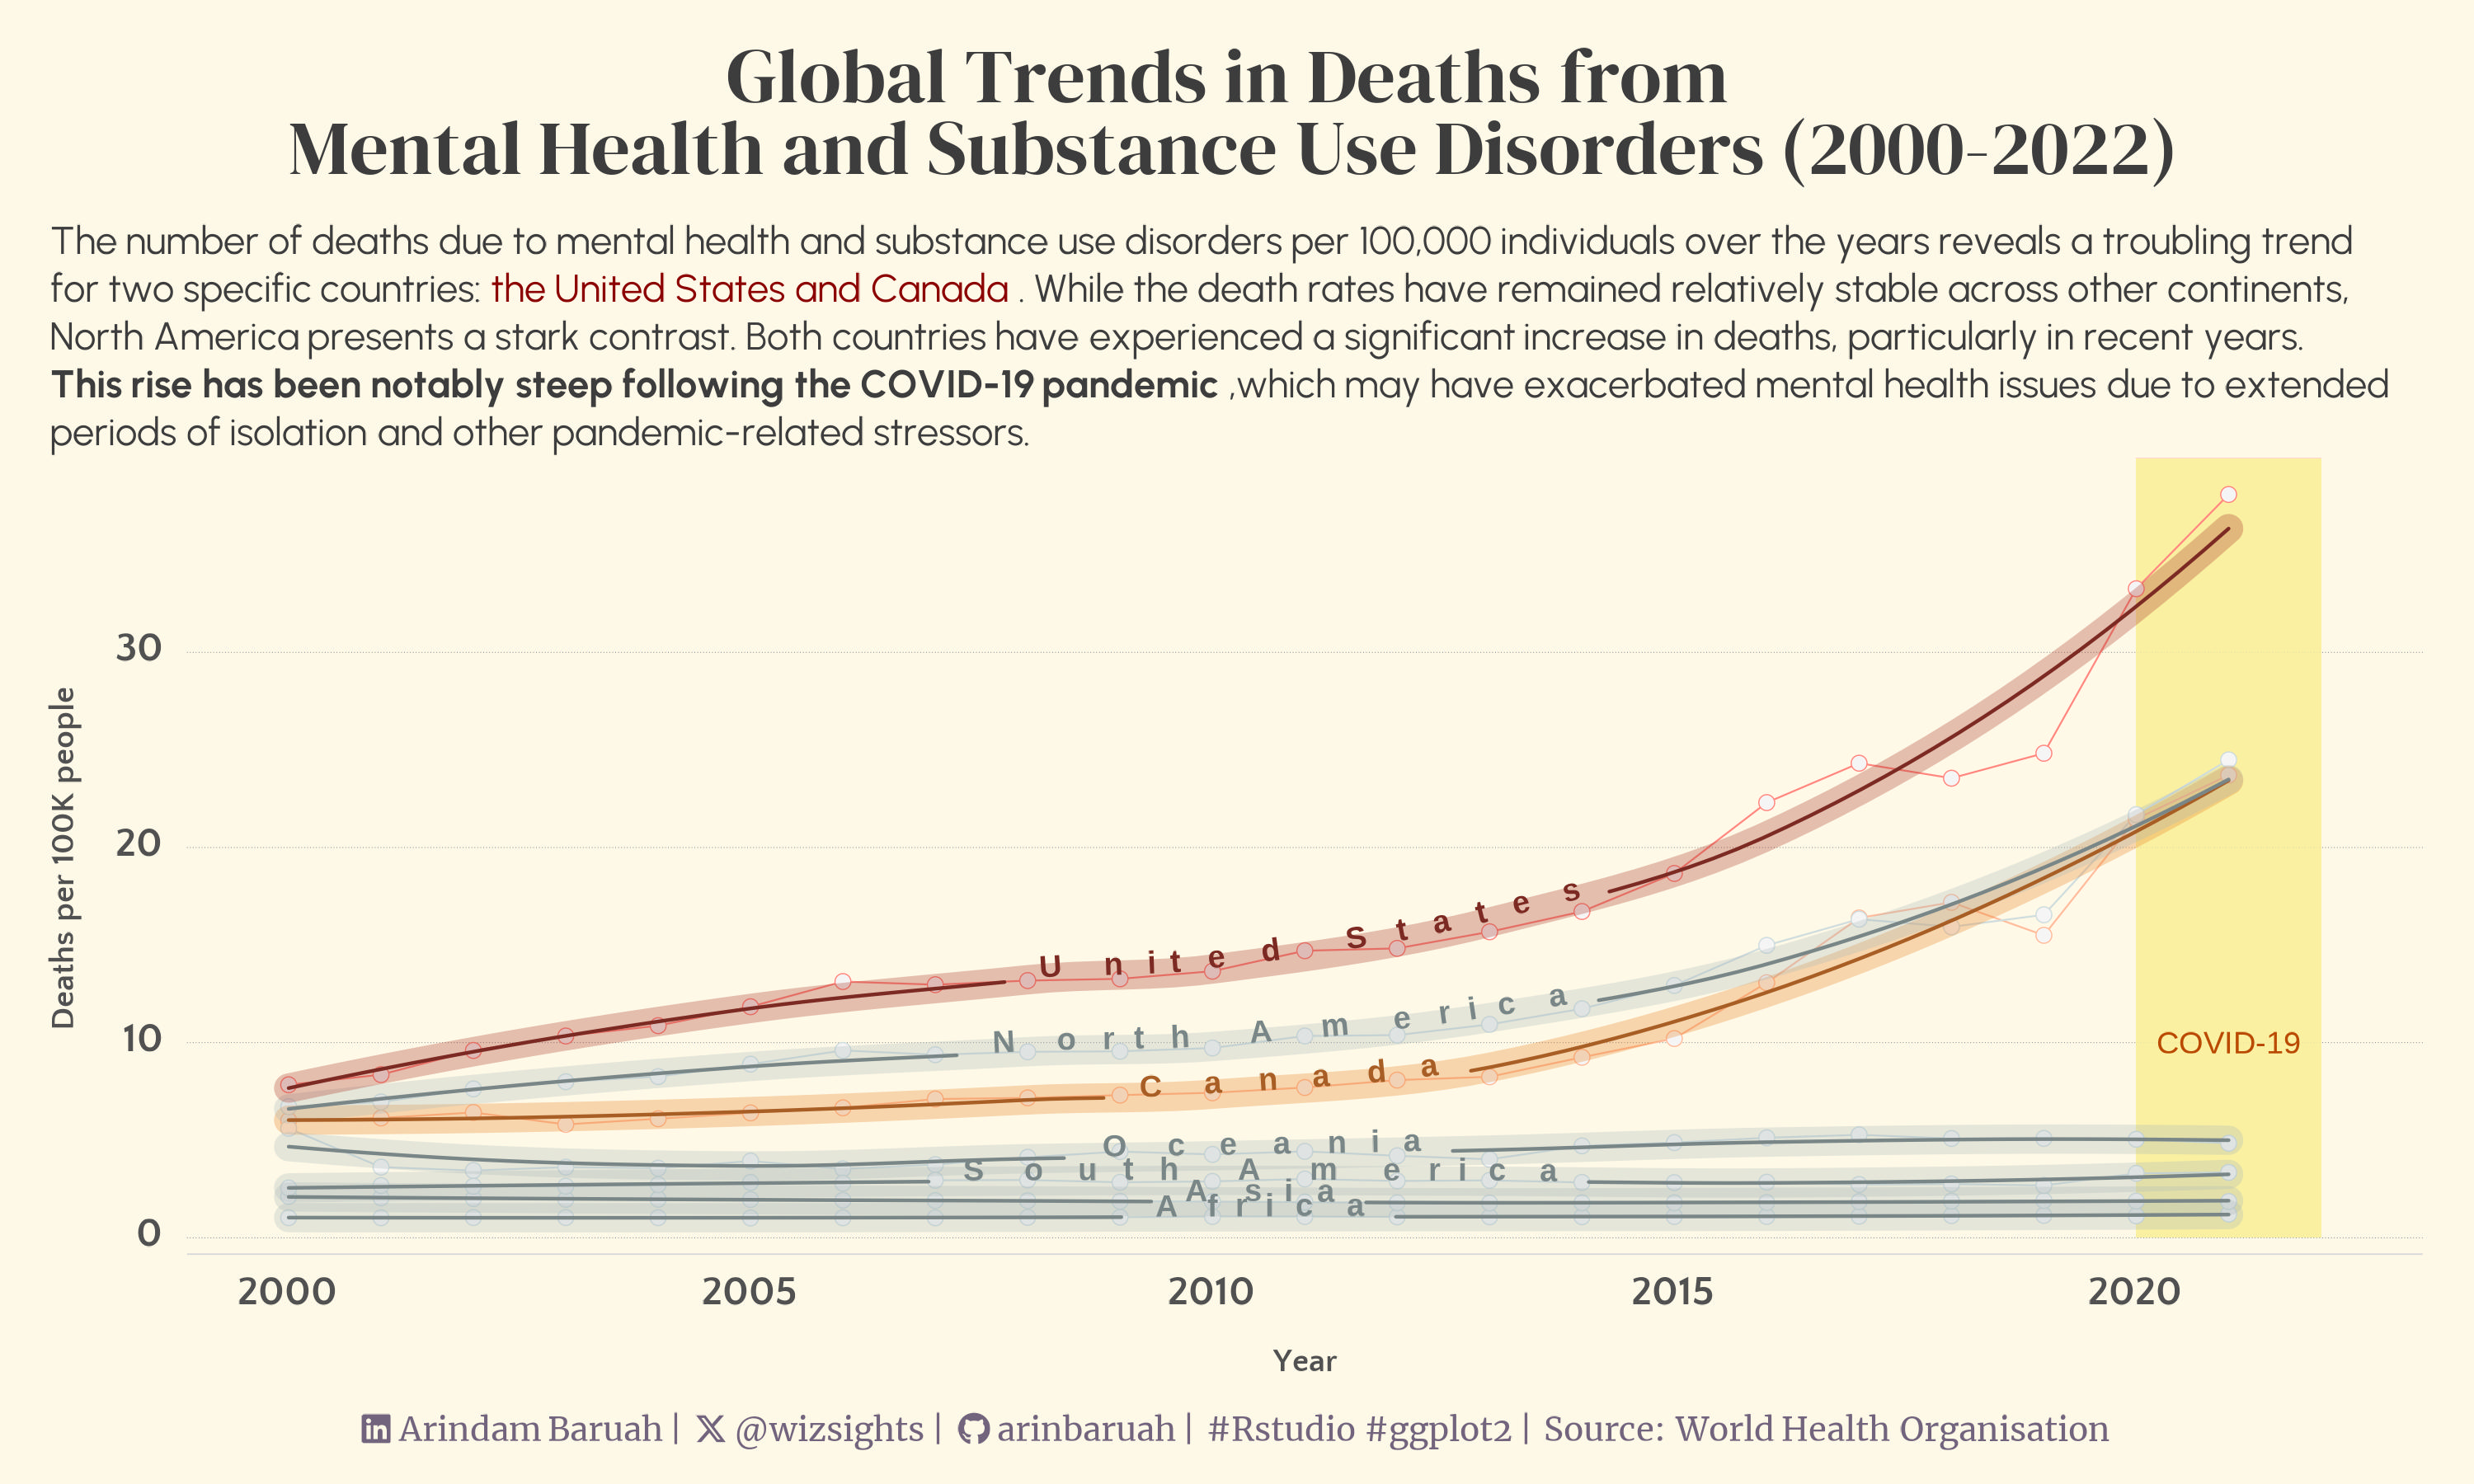 Global Trends in Deaths from
Mental Health and Substance Use Disorders (2000-2022)
The number of deaths due to mental health and substance use disorders per 100,000 individuals over the years reveals a troubling trend
for two specific countries: the United States and Canada . While the death rates have remained relatively stable across other continents,
North America presents a stark contrast. Both countries have experienced a significant increase in deaths, particularly in recent years.
This rise has been notably steep following the COVID-19 pandemic ,which may have exacerbated mental health issues due to extended
periods of isolation and other pandemic-related stressors.
Deaths per 100K people
30
20
10
0
United States
North America
Canada
Oceania
South America
Asia
Africa
COVID-19
2000 2005 2010 2015 2020
Year
Arindam Baruah | @wizsights | arinbaruah | #Rstudio #ggplot2 | Source: World Health Organisation